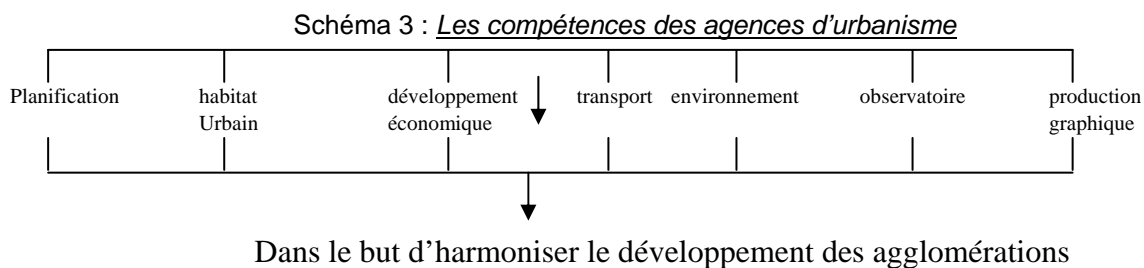 Schéma 3 : Les compétences des agences d’urbanisme
Planification habitat développement transport environnement observatoire production
Urbain économique graphique
Dans le but d’harmoniser le développement des agglomérations